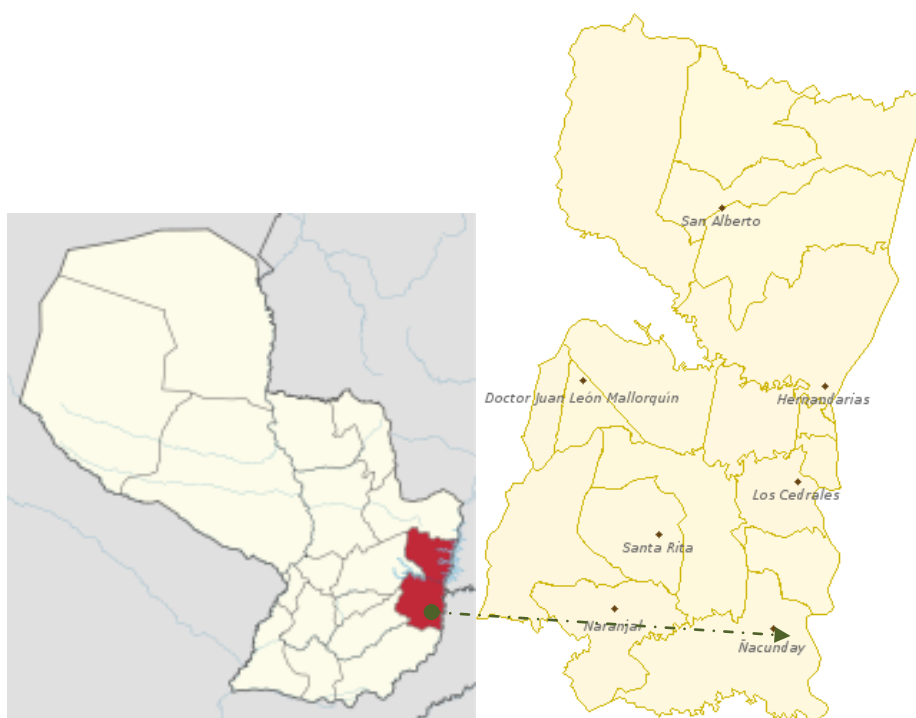 San Alberto
Doctor Juan León Mallorquín
Hernandarias
Los Cedrales
Santa Rita
Naranjal
Ñacunday